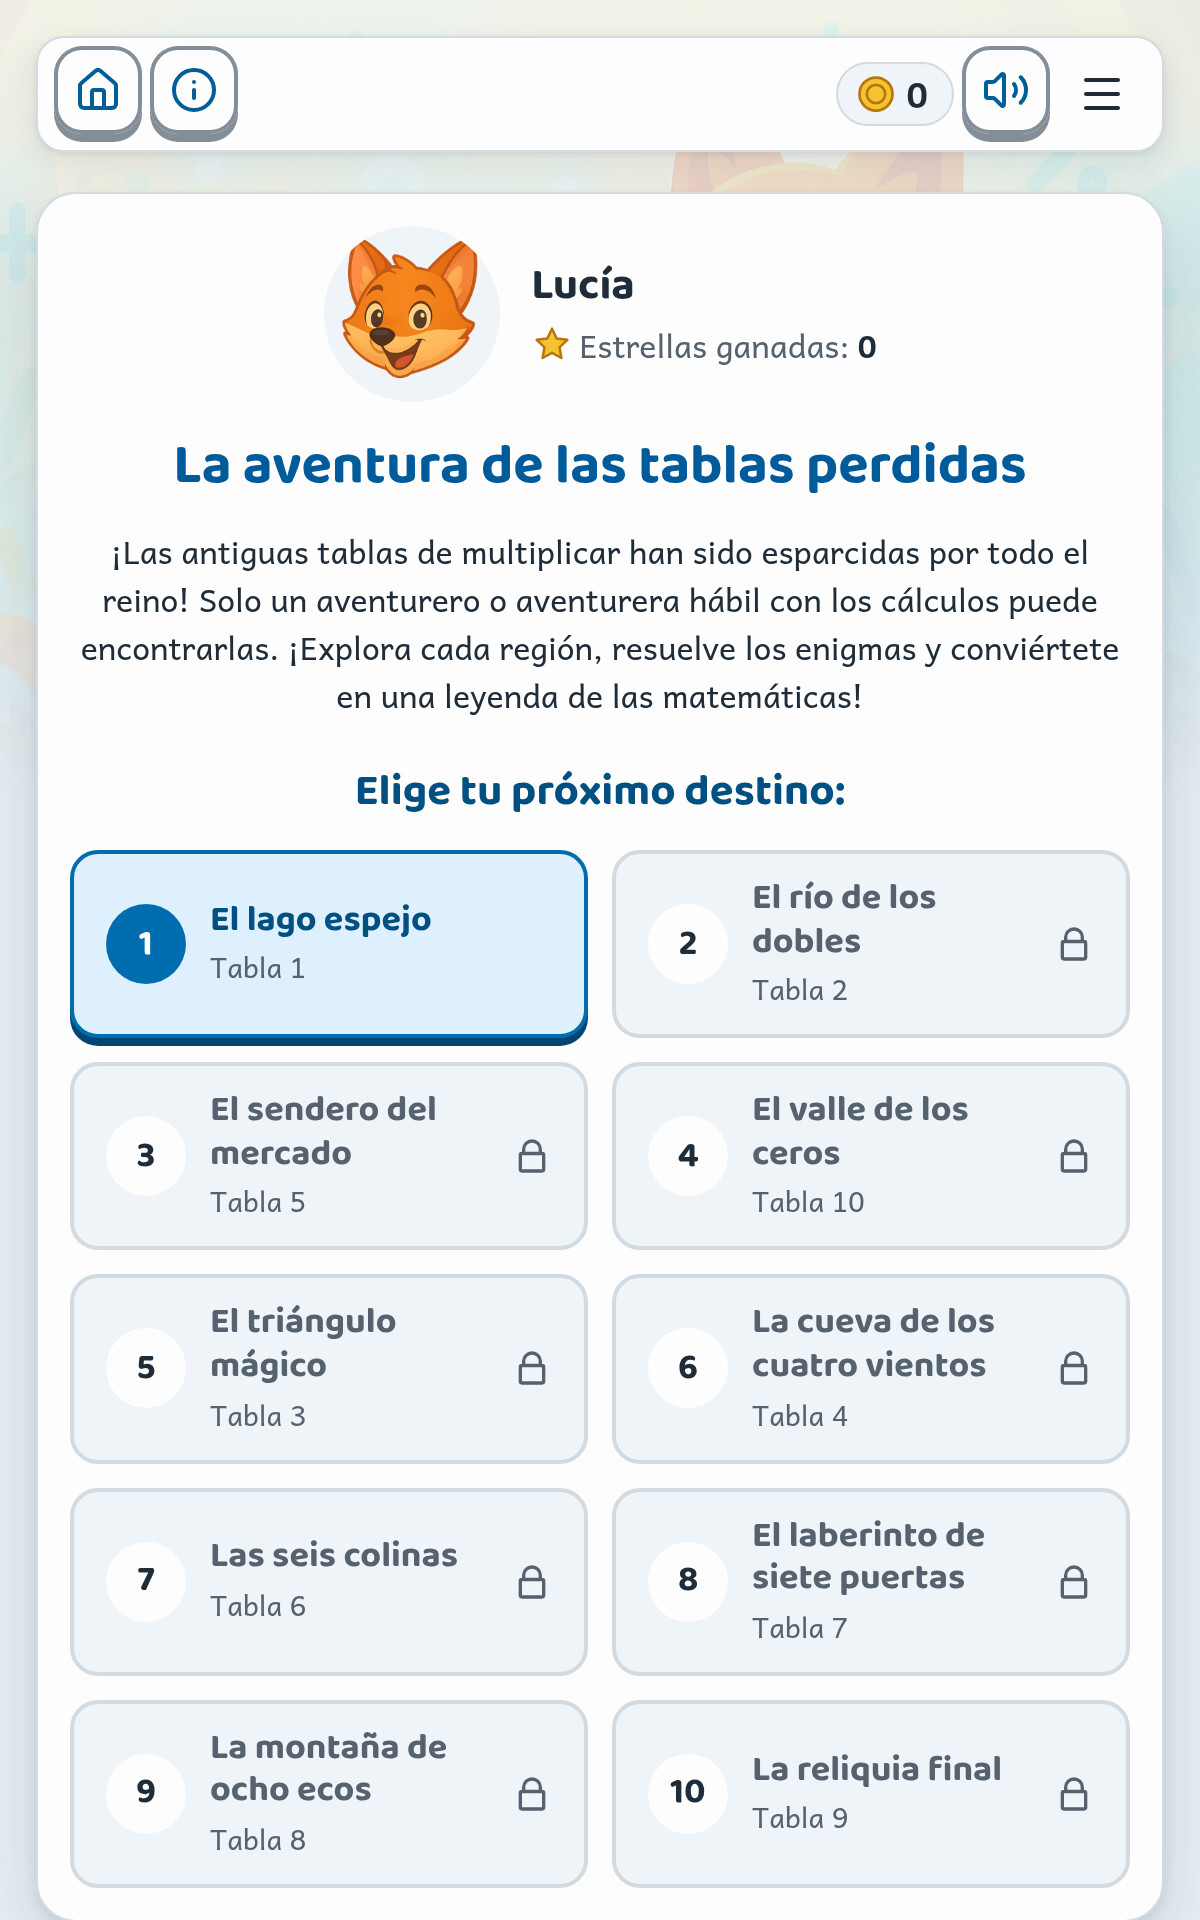 0
Lucía
Estrellas ganadas: 0
La aventura de las tablas perdidas
¡Las antiguas tablas de multiplicar han sido esparcidas por todo el
reino! Solo un aventurero o aventurera hábil con los cálculos puede
encontrarlas. ¡Explora cada región, resuelve los enigmas y conviértete
en una leyenda de las matemáticas!
Elige tu próximo destino:
1
El lago espejo
Tabla 1
2
El río de los
dobles
Tabla 2
3
El sendero del
mercado
Tabla 5
4
El valle de los
ceros
Tabla 10
5
El triángulo
mágico
Tabla 3
6
La cueva de los
cuatro vientos
Tabla 4
7
Las seis colinas
Tabla 6
8
El laberinto de
siete puertas
Tabla 7
9
La montaña de
ocho ecos
Tabla 8
10
La reliquia final
Tabla 9